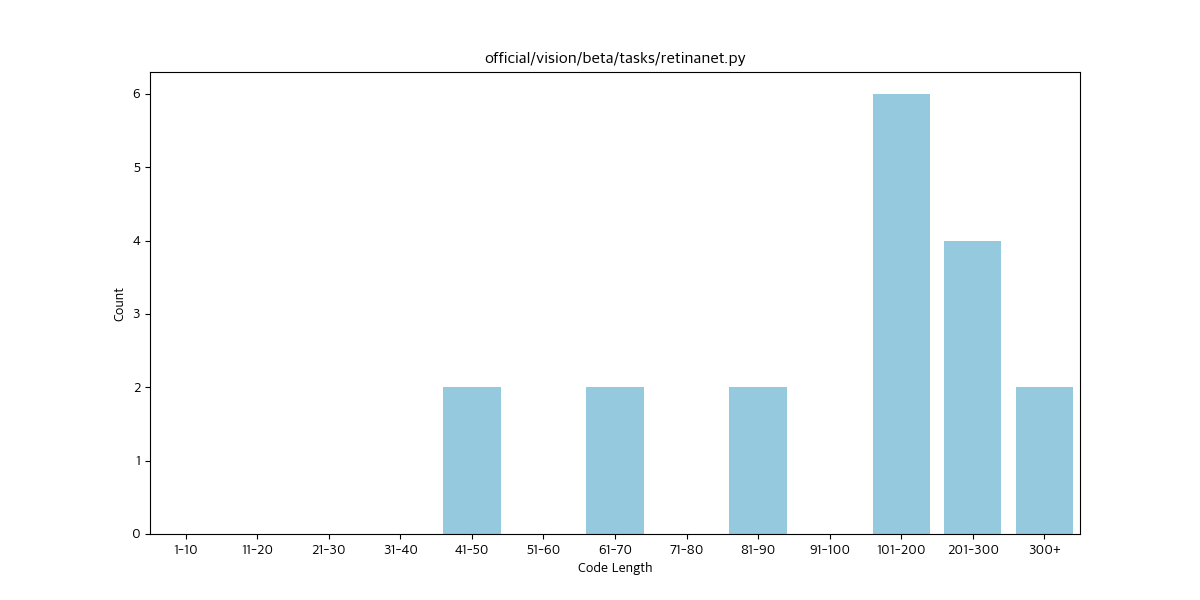 official/vision/beta/tasks/retinanet.py
6
5
4
3
2
1
0
Count
1-10 11-20 21-30 31-40 41-50 51-60 61-70 71-80 81-90 91-100 101-200 201-300 300+
Code Length